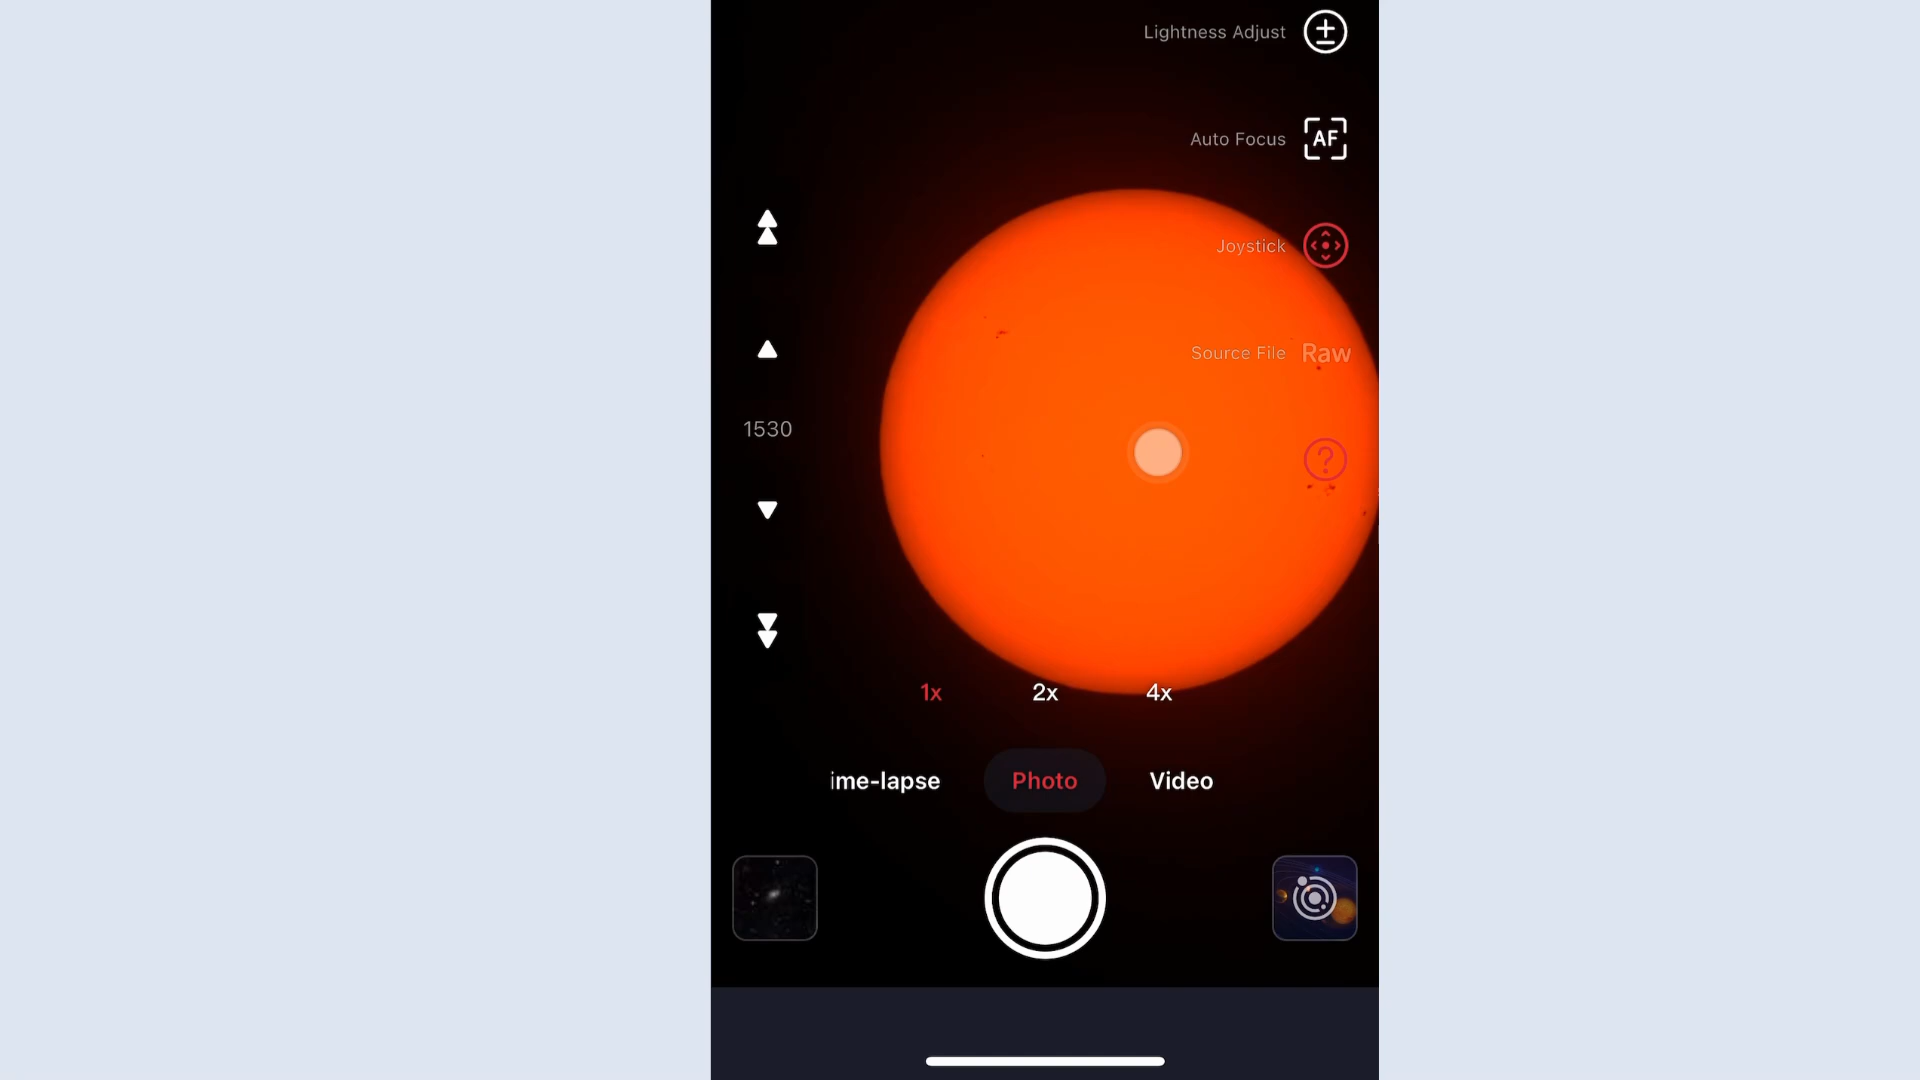 Lightness Adjust
Auto Focus AF
Joystick
Source File Raw
1530
?
1x 2x 4x
ime-lapse Photo Video